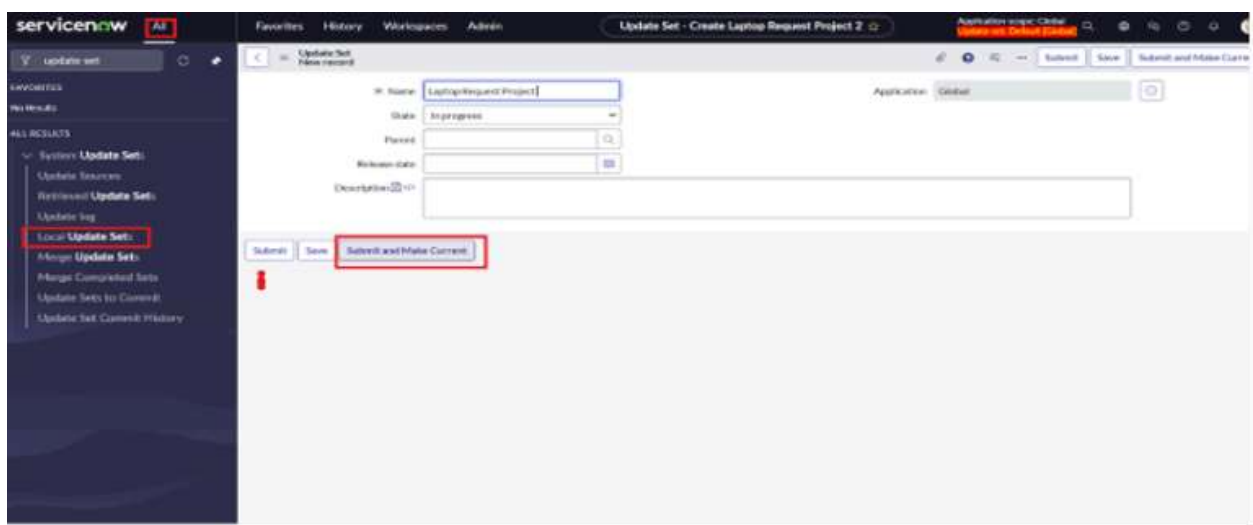 servicenow All Favorites History Workspaces Admin Update Set - Create Laptop Request Project 2 Application scope: Global
Update set: Default [Global]
update set
Update Set
New record
Submit Save Submit and Make Curre
FAVORITES
No Results
ALL RESULTS
System Update Sets
Update Sources
Retrieved Update Sets
Update log
Local Update Sets
Merge Update Sets
Merge Completed Sets
Update Sets to Commit
Update Set Commit History
Name Laptop Request Project
Application Global
State In progress
Parent
Release date
Description
Submit Save Submit and Make Current